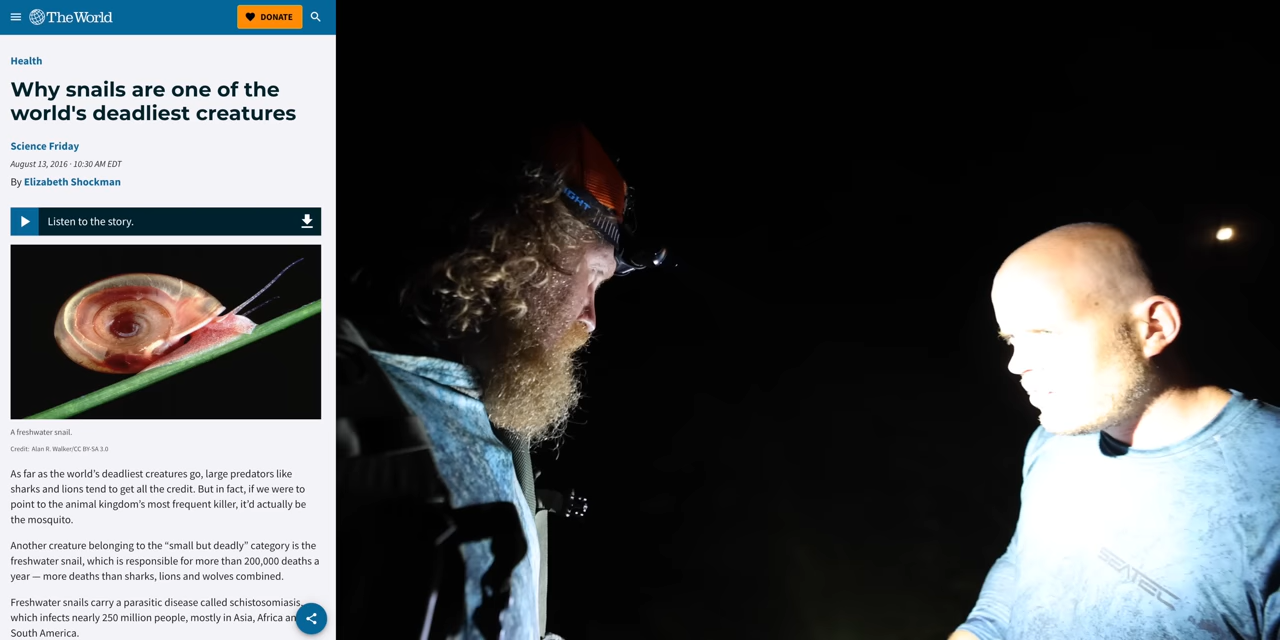 The World
DONATE
Health
Why snails are one of the
world's deadliest creatures
Science Friday
August 13, 2016 · 10:30 AM EDT
By Elizabeth Shockman
Listen to the story.
A freshwater snail.
Credit: Alan R. Walker/CC BY-SA 3.0
As far as the world’s deadliest creatures go, large predators like
sharks and lions tend to get all the credit. But in fact, if we were to
point to the animal kingdom’s most frequent killer, it’d actually be
the mosquito.
Another creature belonging to the “small but deadly” category is the
freshwater snail, which is responsible for more than 200,000 deaths a
year — more deaths than sharks, lions and wolves combined.
Freshwater snails carry a parasitic disease called schistosomiasis,
which infects nearly 250 million people, mostly in Asia, Africa
South America.
SEATEC